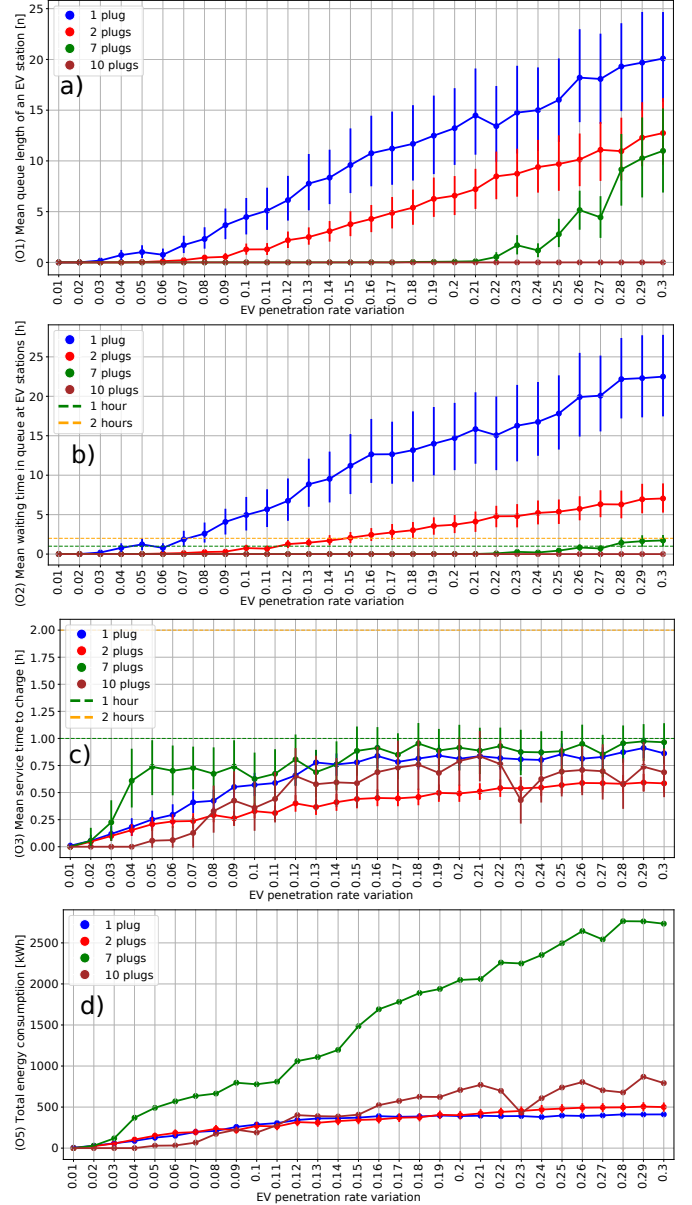 (O1) Mean queue length of an EV station [n]
25
20
15
10
5
0
1 plug
2 plugs
7 plugs
10 plugs
a)
0.01 0.02 0.03 0.04 0.05 0.06 0.07 0.08 0.09 0.1 0.11 0.12 0.13 0.14 0.15 0.16 0.17 0.18 0.19 0.2 0.21 0.22 0.23 0.24 0.25 0.26 0.27 0.28 0.29 0.3
EV penetration rate variation
(O2) Mean waiting time in queue at EV stations [h]
25
20
15
10
5
0
1 plug
2 plugs
7 plugs
10 plugs
1 hour
2 hours
b)
0.01 0.02 0.03 0.04 0.05 0.06 0.07 0.08 0.09 0.1 0.11 0.12 0.13 0.14 0.15 0.16 0.17 0.18 0.19 0.2 0.21 0.22 0.23 0.24 0.25 0.26 0.27 0.28 0.29 0.3
EV penetration rate variation
(O3) Mean service time to charge [h]
2.00
1.75
1.50
1.25
1.00
0.75
0.50
0.25
0.00
1 plug
2 plugs
7 plugs
10 plugs
1 hour
2 hours
c)
0.01 0.02 0.03 0.04 0.05 0.06 0.07 0.08 0.09 0.1 0.11 0.12 0.13 0.14 0.15 0.16 0.17 0.18 0.19 0.2 0.21 0.22 0.23 0.24 0.25 0.26 0.27 0.28 0.29 0.3
EV penetration rate variation
(O5) Total energy consumptiion [kWh]
2500
2000
1500
1000
500
0
1 plug
2 plugs
7 plugs
10 plugs
d)
0.01 0.02 0.03 0.04 0.05 0.06 0.07 0.08 0.09 0.1 0.11 0.12 0.13 0.14 0.15 0.16 0.17 0.18 0.19 0.2 0.21 0.22 0.23 0.24 0.25 0.26 0.27 0.28 0.29 0.3
EV penetration rate variation